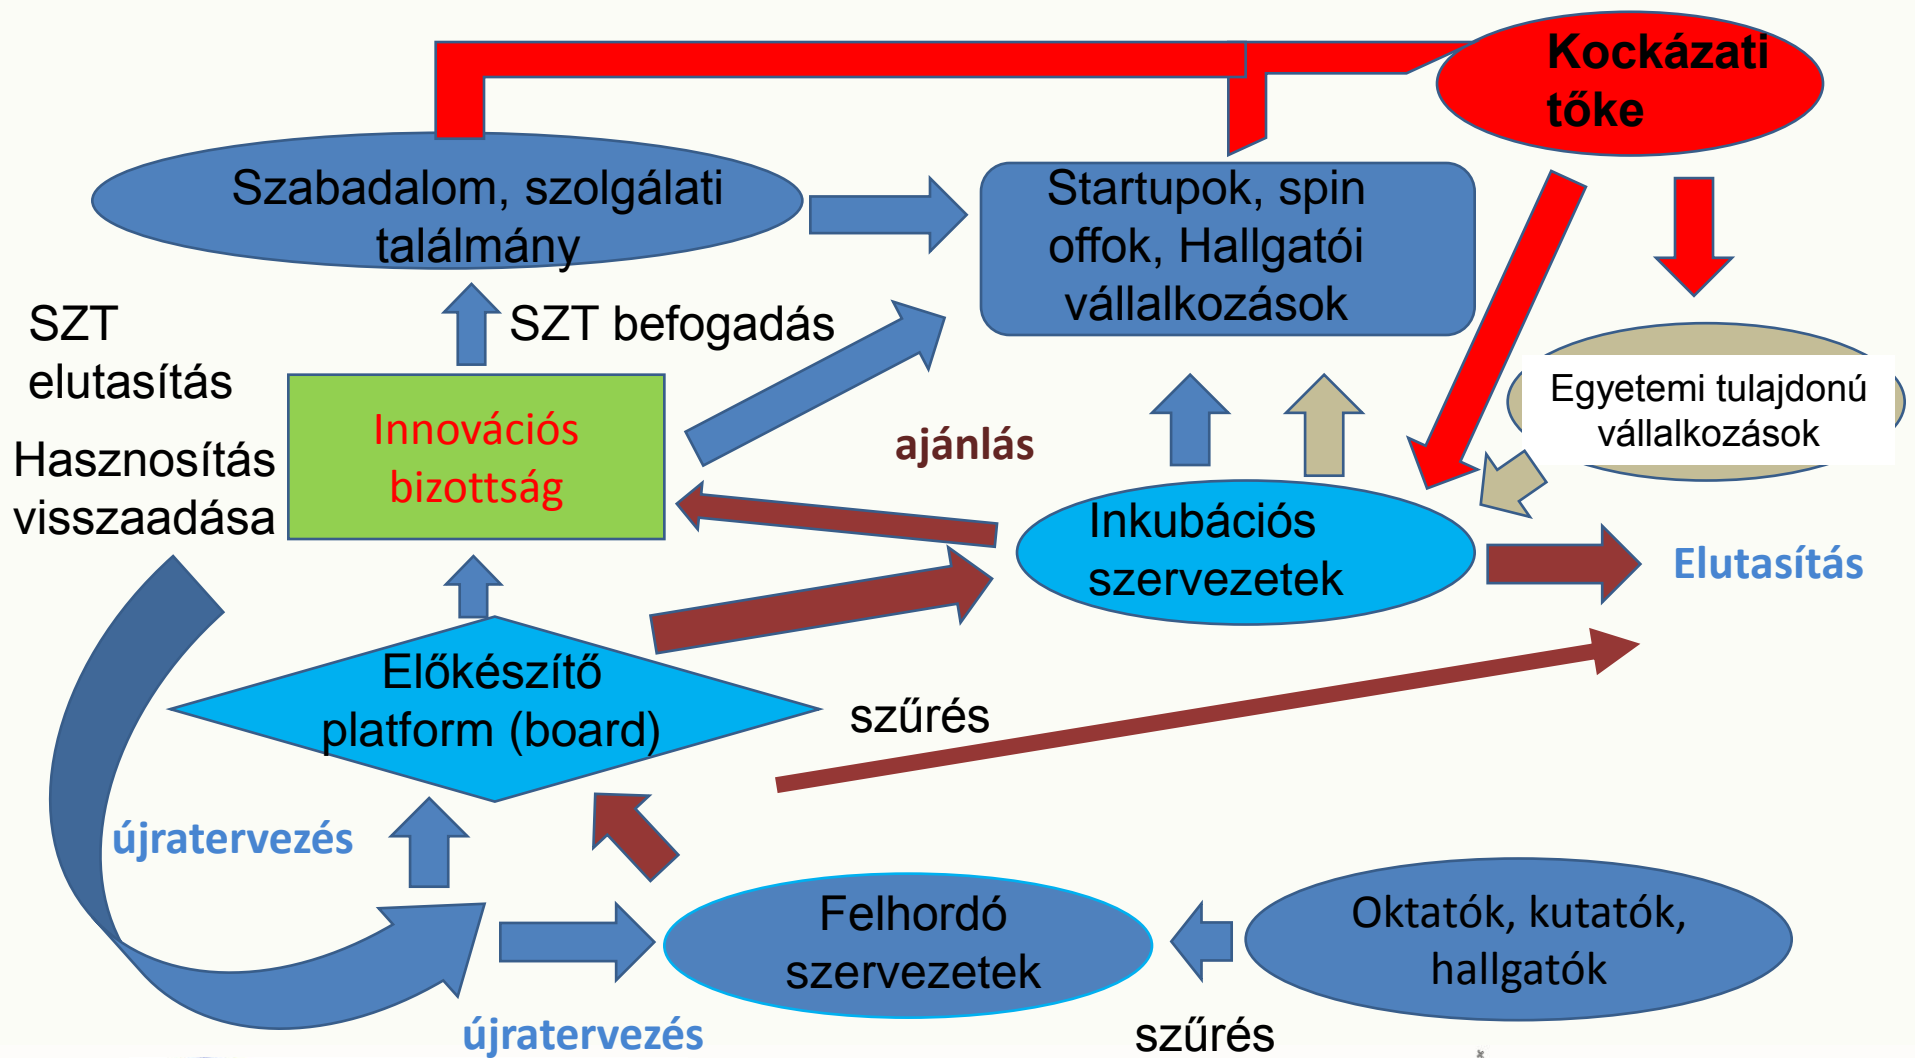 Kockázati
tőke
Szabadalom, szolgálati
találmány
Startupok, spin
offok, Hallgatói
vállalkozások
SZT
elutasítás
SZT befogadás
Hasznosítás
visszaadása
Innovációs
bizottság
ajánlás
Egyetemi tulajdonú
vállalkozások
Inkubációs
szervezetek
Elutasítás
Előkészítő
platform (board)
szűrés
újratervezés
Felhordó
szervezetek
Oktatók, kutatók,
hallgatók
újratervezés
szűrés